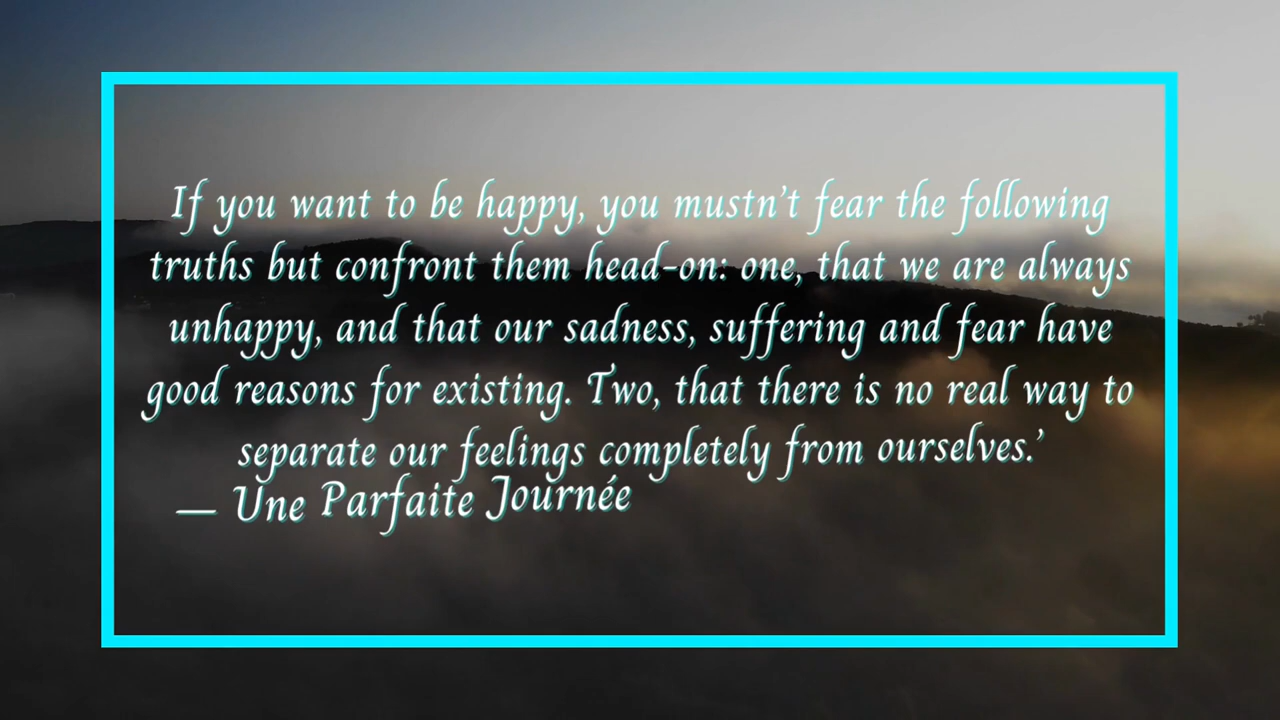 If you want to be happy, you mustn't fear the following
truths but confront them head-on: one, that we are always
unhappy, and that our sadness, suffering and fear have
good reasons for existing. Two, that there is no real way to
separate our feelings completely from ourselves.'
— Une Parfaite Journée